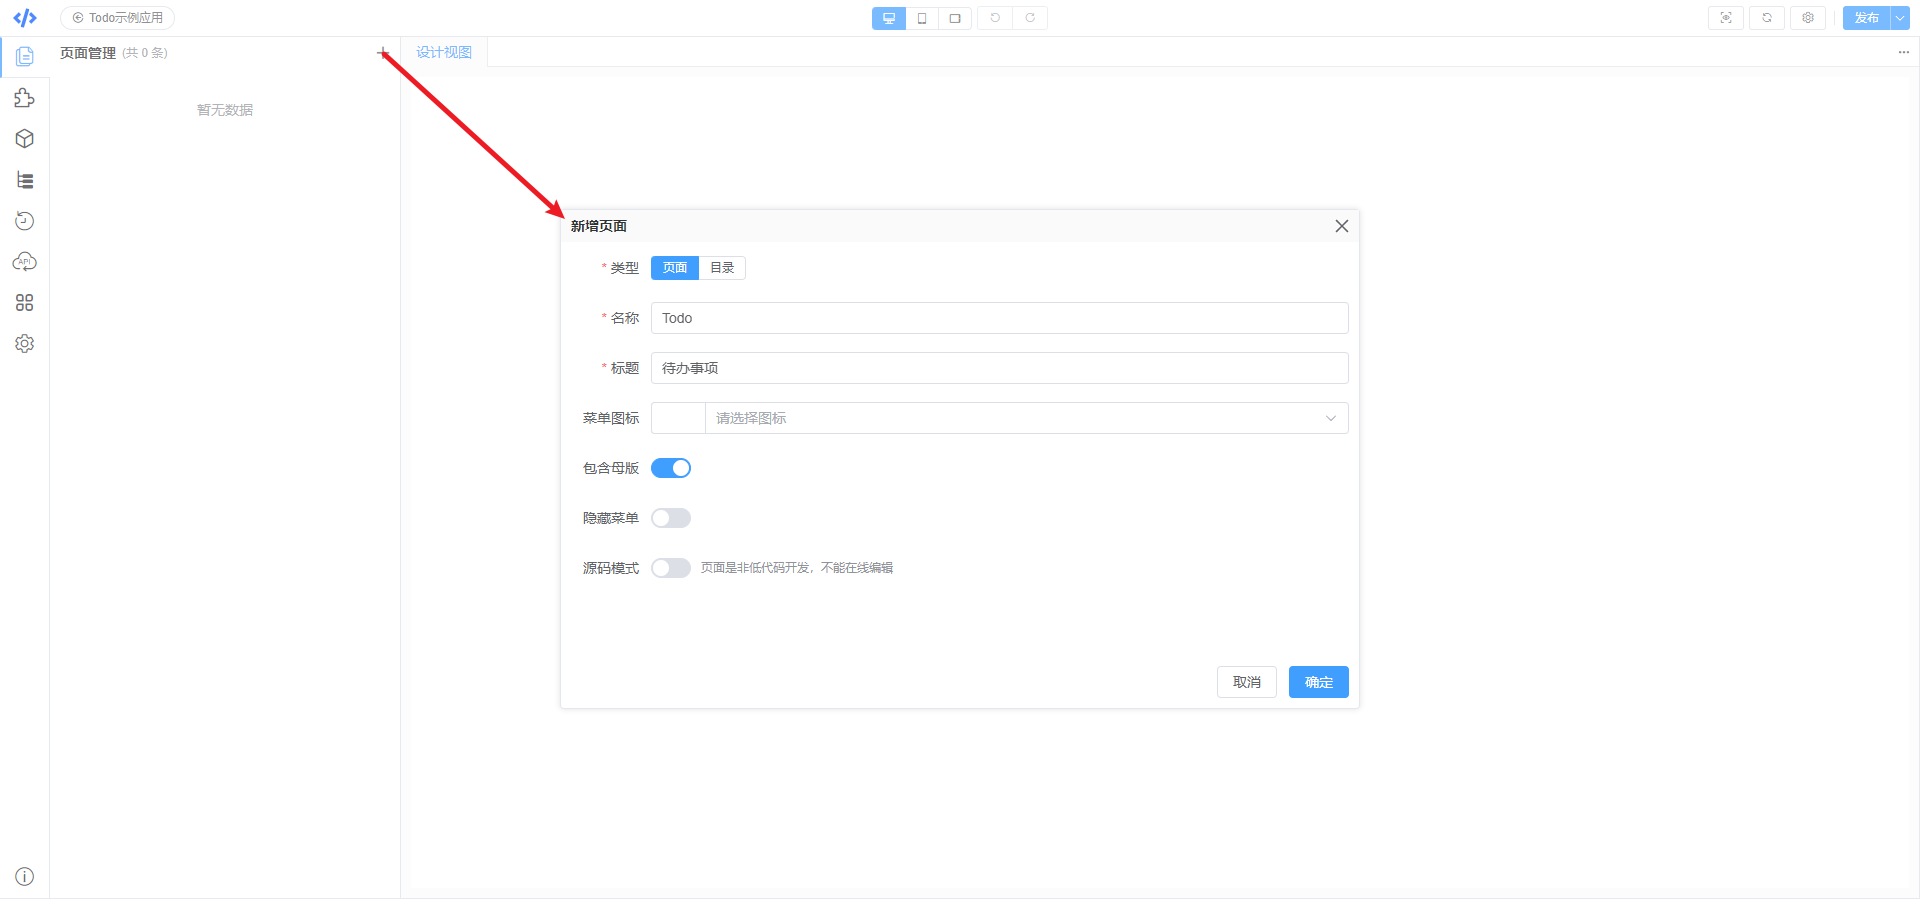 Todo示例应用
发布
页面管理 (共 0 条)
设计视图
暂无数据
API
新增页面
* 类型 页面 目录
* 名称 Todo
* 标题 待办事项
菜单图标 请选择图标
包含母版
隐藏菜单
源码模式 页面是非低代码开发，不能在线编辑
取消 确定